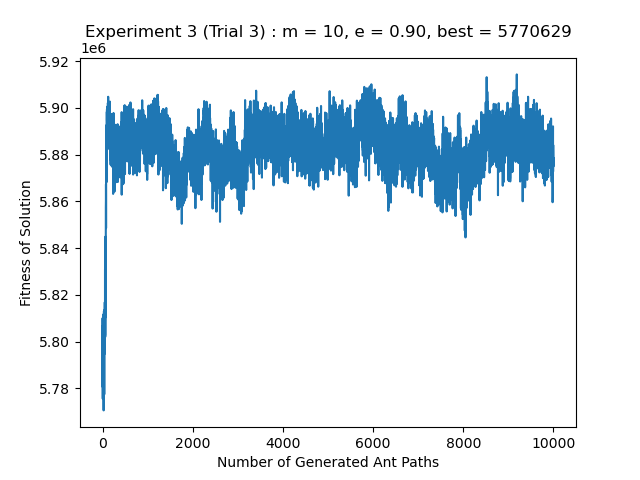 Experiment 3 (Trial 3) : m = 10, e = 0.90, best = 5770629
1e6
5.92
5.90
5.88
5.86
5.84
5.82
5.80
5.78
Fitness of Solution
0 2000 4000 6000 8000 10000
Number of Generated Ant Paths